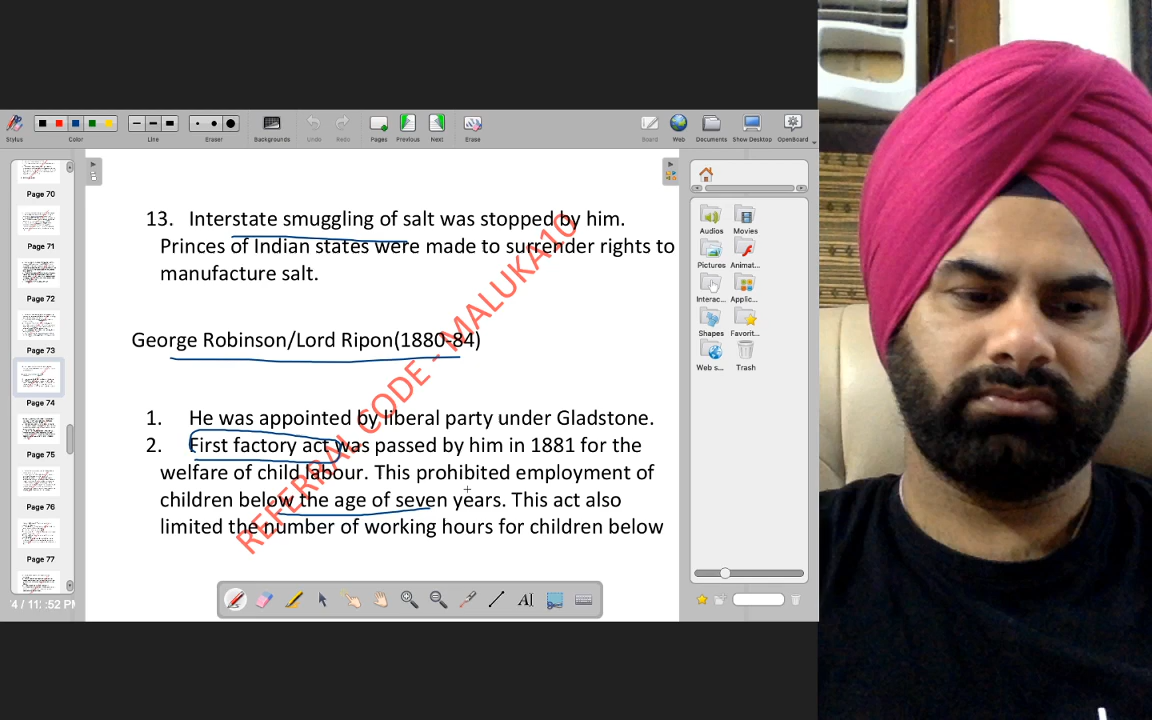 Stylus Color Line Eraser Backgrounds Undo Redo Pages Previous Next Erase Board Web Documents Show Desktop OpenBoard
Page 70
Page 71
Page 72
Page 73
Page 74
Page 75
Page 76
Page 77
13. Interstate smuggling of salt was stopped by him.
Princes of Indian states were made to surrender rights to
manufacture salt.
George Robinson/Lord Ripon(1880-84)
1. He was appointed by liberal party under Gladstone.
2. First factory act was passed by him in 1881 for the
welfare of child labour. This prohibited employment of
children below the age of seven years. This act also
limited the number of working hours for children below
REFERRAL CODE - MALUKA10
Audios Movies
Pictures Animat...
Interac... Applic...
Shapes Favorit...
Web s... Trash
AI